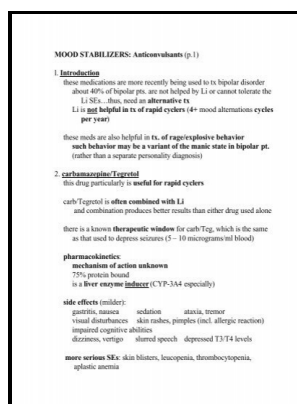 MOOD STABILIZERS: Anticonvulsants (p.1)
1. Introduction
these medications are more recently being used to tx bipolar disorder
about 40% of bipolar pts. are not helped by Li or cannot tolerate the
Li SEs…thus, need an alternative tx
Li is not helpful in tx of rapid cyclers (4+ mood alternations cycles
per year)
these meds are also helpful in tx. of rage/explosive behavior
such behavior may be a variant of the manic state in bipolar pt.
(rather than a separate personality diagnosis)
2. carbamazepine/Tegretol
this drug particularly is useful for rapid cyclers
carb/Tegretol is often combined with Li
and combination produces better results than either drug used alone
there is a known therapeutic window for carb/Teg, which is the same
as that used to depress seizures (5 – 10 micrograms/ml blood)
pharmacokinetics:
mechanism of action unknown
75% protein bound
is a liver enzyme inducer (CYP-3A4 especially)
side effects (milder):
gastritis, nausea sedation ataxia, tremor
visual disturbances skin rashes, pimples (incl. allergic reaction)
impaired cognitive abilities
dizziness, vertigo slurred speech depressed T3/T4 levels
more serious SEs: skin blisters, leucopenia, thrombocytopenia,
aplastic anemia